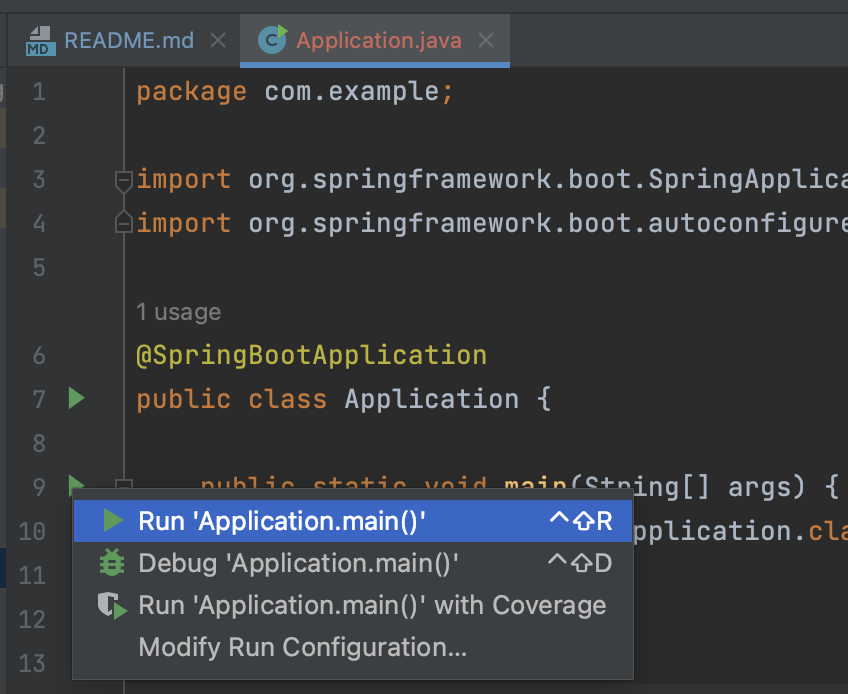 MD README.md C Application.java
1 package com.example;
2
3 import org.springframework.boot.SpringApplica
4 import org.springframework.boot.autoconfigure
5
1 usage
6 @SpringBootApplication
7 public class Application {
8
9 public static void main(String[] args) {
Run 'Application.main()' ^⇧R
10 pplication.cla
Debug 'Application.main()' ^⇧D
11
Run 'Application.main()' with Coverage
12
Modify Run Configuration...
13